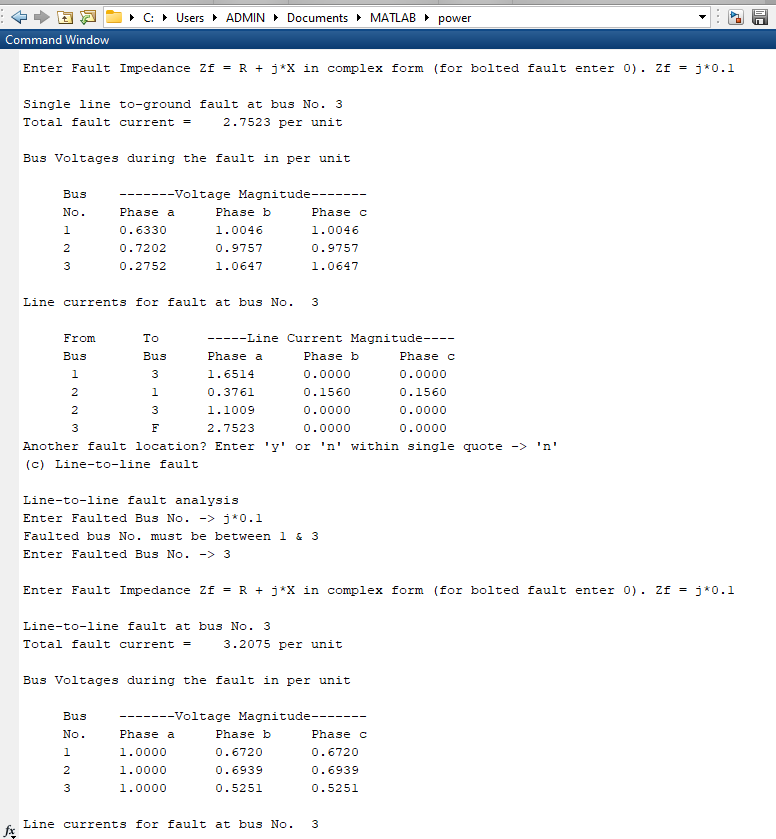 C: Users ADMIN Documents MATLAB power
Command Window
Enter Fault Impedance Zf = R + j*X in complex form (for bolted fault enter 0). Zf = j*0.1
Single line to-ground fault at bus No. 3
Total fault current = 2.7523 per unit
Bus Voltages during the fault in per unit
Bus -------Voltage Magnitude-------
No. Phase a Phase b Phase c
1 0.6330 1.0046 1.0046
2 0.7202 0.9757 0.9757
3 0.2752 1.0647 1.0647
Line currents for fault at bus No. 3
From To -----Line Current Magnitude----
Bus Bus Phase a Phase b Phase c
1 3 1.6514 0.0000 0.0000
2 1 0.3761 0.1560 0.1560
2 3 1.1009 0.0000 0.0000
3 F 2.7523 0.0000 0.0000
Another fault location? Enter 'y' or 'n' within single quote -> 'n'
(c) Line-to-line fault
Line-to-line fault analysis
Enter Faulted Bus No. -> j*0.1
Faulted bus No. must be between 1 & 3
Enter Faulted Bus No. -> 3
Enter Fault Impedance Zf = R + j*X in complex form (for bolted fault enter 0). Zf = j*0.1
Line-to-line fault at bus No. 3
Total fault current = 3.2075 per unit
Bus Voltages during the fault in per unit
Bus -------Voltage Magnitude-------
No. Phase a Phase b Phase c
1 1.0000 0.6720 0.6720
2 1.0000 0.6939 0.6939
3 1.0000 0.5251 0.5251
fx Line currents for fault at bus No. 3